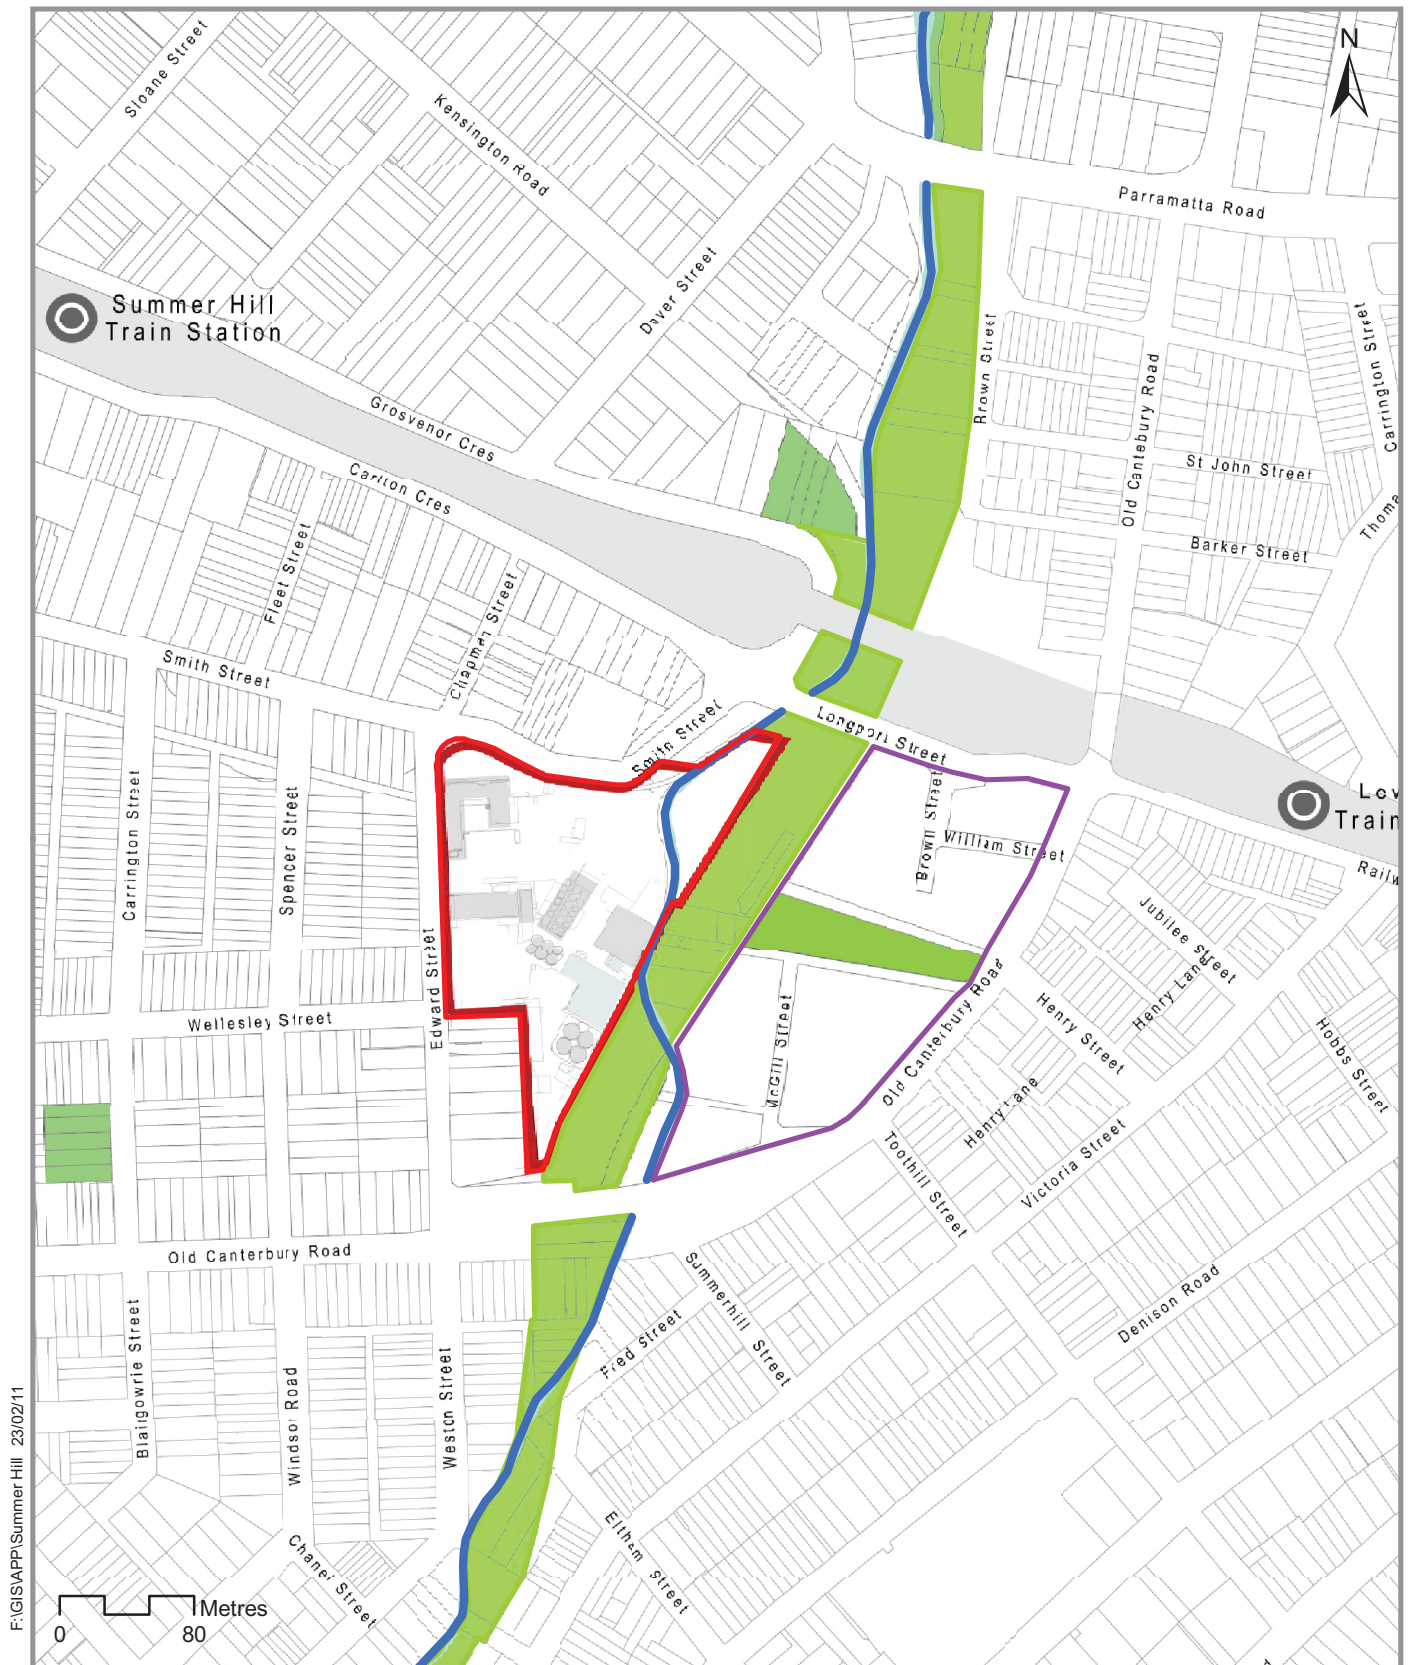 Sloane Street
Kensington Road
N
Parramatta Road
Summer Hill
Train Station
Dover Street
Brown Street
Carrington Street
Old Cantebury Road
Grosvenor Cres
Carlton Cres
St John Street
Thoma
Barker Street
Fleet Street
Chapman Street
Smith Street
Smith Street
Longport Street
Carrington Street
Spencer Street
Edward Street
Brown Street
William Street
Lew
Train
Railw
Jubilee Street
Henry Lane
Wellesley Street
McGill Street
Old Canterbury Road
Henry Street
Hobbs Street
Henry Lane
Toothill Street
Victoria Street
Old Canterbury Road
Summerhill Street
Denison Road
Fred Street
Blairgowrie Street
Windsor Road
Weston Street
Eltham Street
Street
Metres
0 80
F:\GIS\APP\Summer Hill 23/02/11